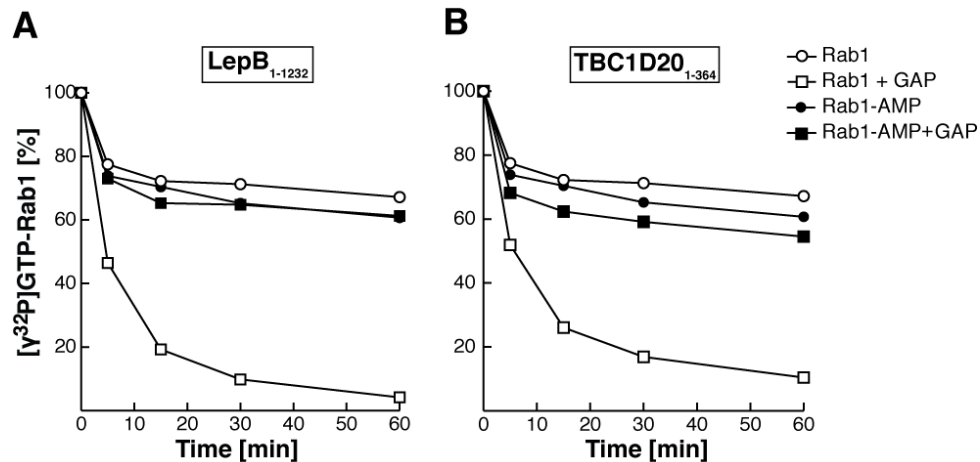 A
B
LepB1-1232
TBC1D201-364
Rab1
Rab1 + GAP
Rab1-AMP
Rab1-AMP+GAP
[γ32P]GTP-Rab1 [%]
100
80
60
40
20
0 10 20 30 40 50 60
Time [min]
100
80
60
40
20
0 10 20 30 40 50 60
Time [min]